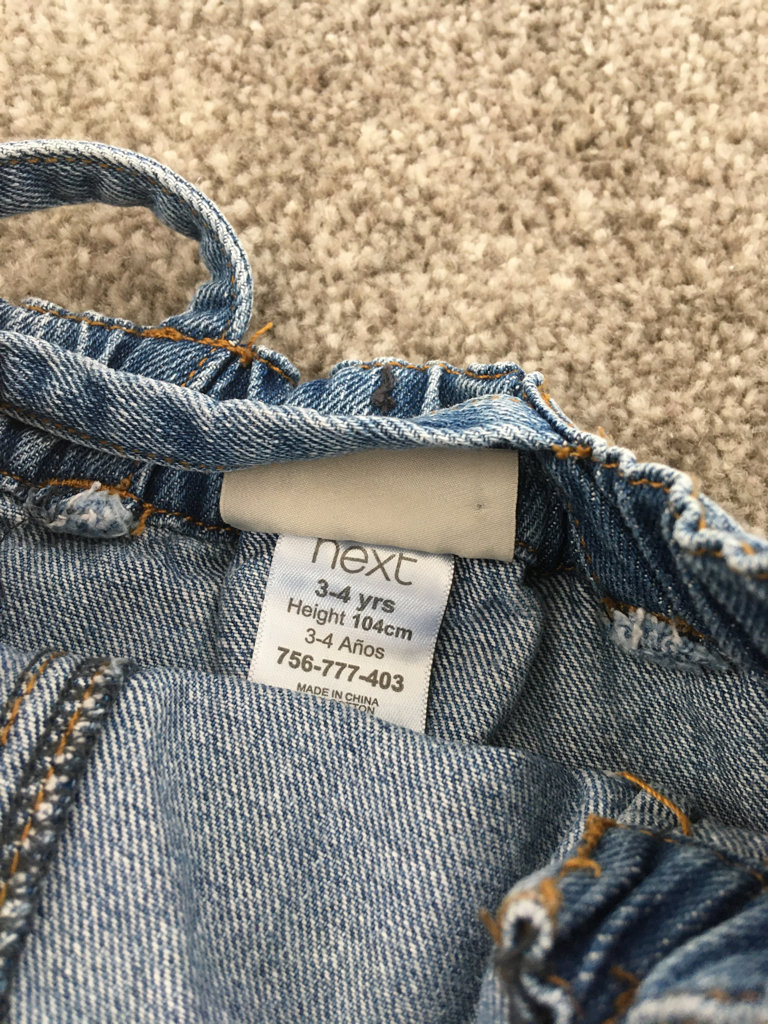 next
3-4 yrs
Height 104cm
3-4 Años
756-777-403
MADE IN CHINA